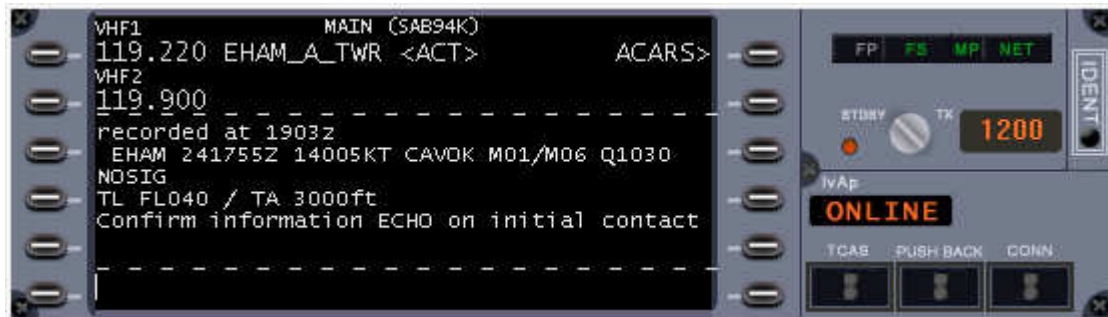 VHF1 MAIN (SAB94K)
119.220 EHAM_A_TWR <ACT> ACARS>
VHF2
119.900
recorded at 1903z
EHAM 241755Z 14005KT CAVOK M01/M06 Q1030
NOSIG
TL FL040 / TA 3000ft
Confirm information ECHO on initial contact
FP FS MP NET
IDENT
STDBY TX
1200
IvAp
ONLINE
TCAS PUSH BACK CONN